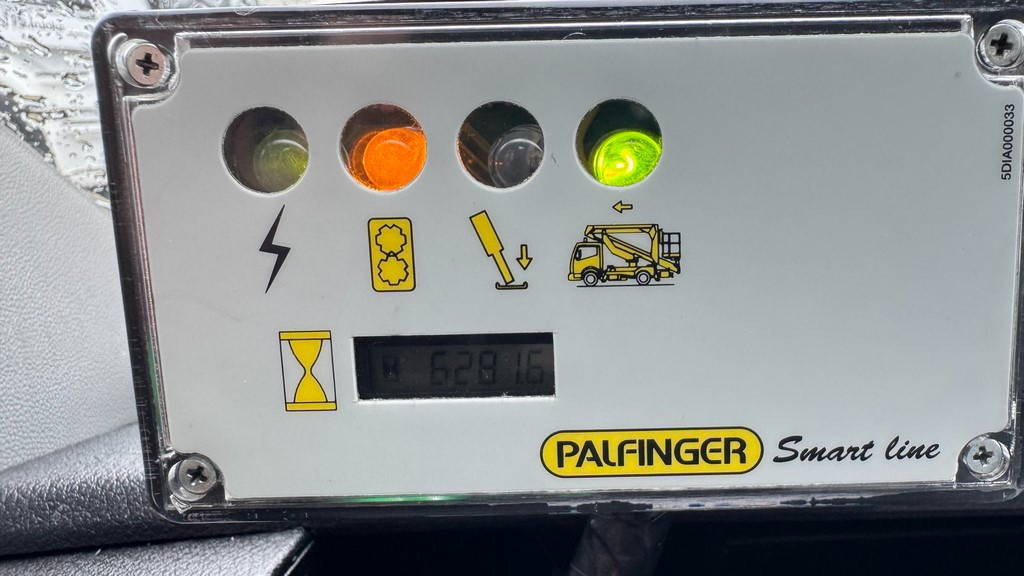 5DIA000033
6281.6
PALFINGER Smart line